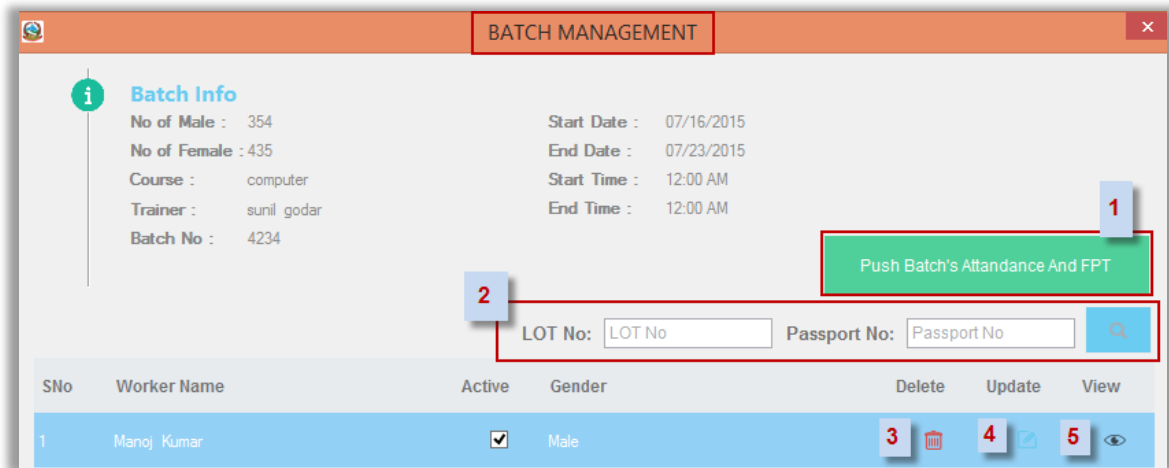 BATCH MANAGEMENT
×
i
Batch Info
No of Male : 354 Start Date : 07/16/2015
No of Female : 435 End Date : 07/23/2015
Course : computer Start Time : 12:00 AM
Trainer : sunil godar End Time : 12:00 AM
Batch No : 4234
1
Push Batch's Attandance And FPT
2
LOT No: LOT No Passport No: Passport No
SNo Worker Name Active Gender Delete Update View
1 Manoj Kumar Male 3 4 5